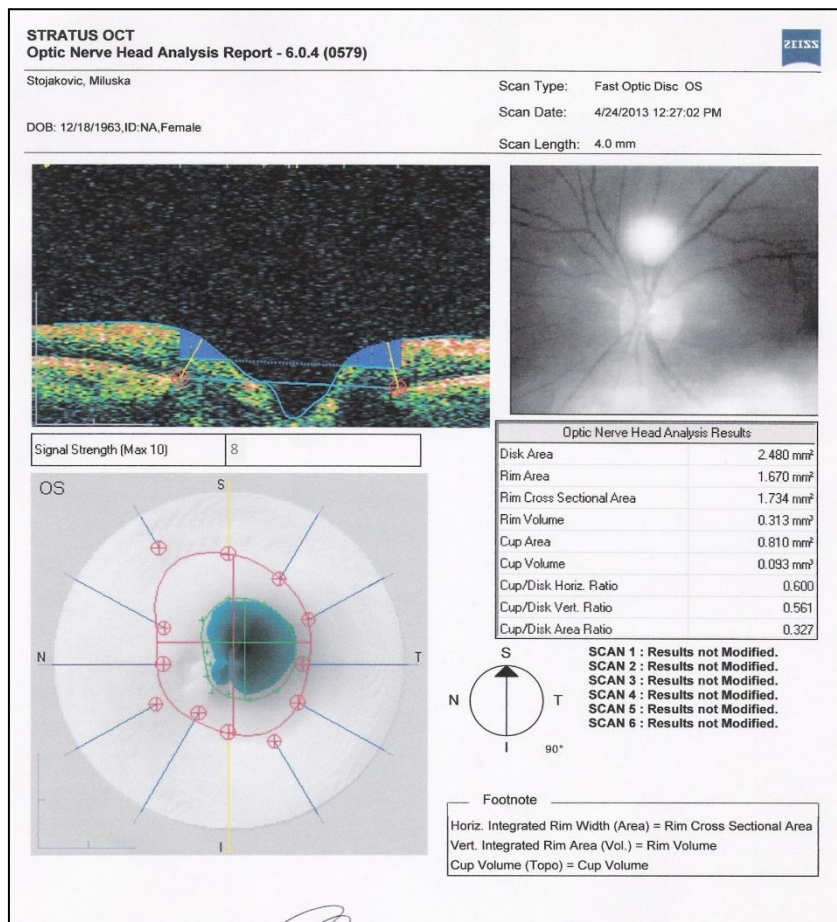 STRATUS OCT
Optic Nerve Head Analysis Report - 6.0.4 (0579)
ZEISS
Stojakovic, Miluska
DOB: 12/18/1963,ID:NA,Female
Scan Type: Fast Optic Disc OS
Scan Date: 4/24/2013 12:27:02 PM
Scan Length: 4.0 mm
Signal Strength (Max 10) 8
Optic Nerve Head Analysis Results
Disk Area 2.480 mm²
Rim Area 1.670 mm²
Rim Cross Sectional Area 1.734 mm²
Rim Volume 0.313 mm³
Cup Area 0.810 mm²
Cup Volume 0.093 mm³
Cup/Disk Horiz. Ratio 0.600
Cup/Disk Vert. Ratio 0.561
Cup/Disk Area Ratio 0.327
OS
S
N
T
I
S
N
T
I
90°
SCAN 1 : Results not Modified.
SCAN 2 : Results not Modified.
SCAN 3 : Results not Modified.
SCAN 4 : Results not Modified.
SCAN 5 : Results not Modified.
SCAN 6 : Results not Modified.
Footnote
Horiz. Integrated Rim Width (Area) = Rim Cross Sectional Area
Vert. Integrated Rim Area (Vol.) = Rim Volume
Cup Volume (Topo) = Cup Volume